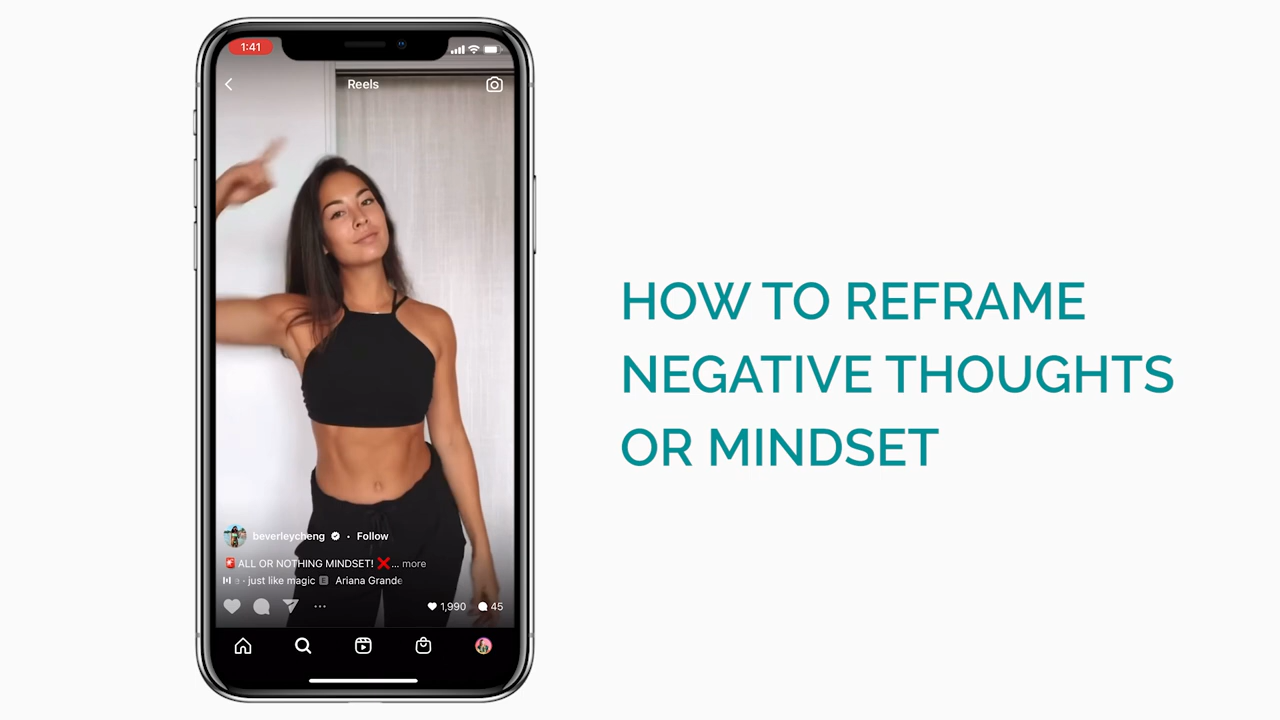 1:41
Reels
beverleycheng • Follow
🚨ALL OR NOTHING MINDSET! ❌... more
e - just like magic E Ariana Grande
1,990 45
HOW TO REFRAME
NEGATIVE THOUGHTS
OR MINDSET